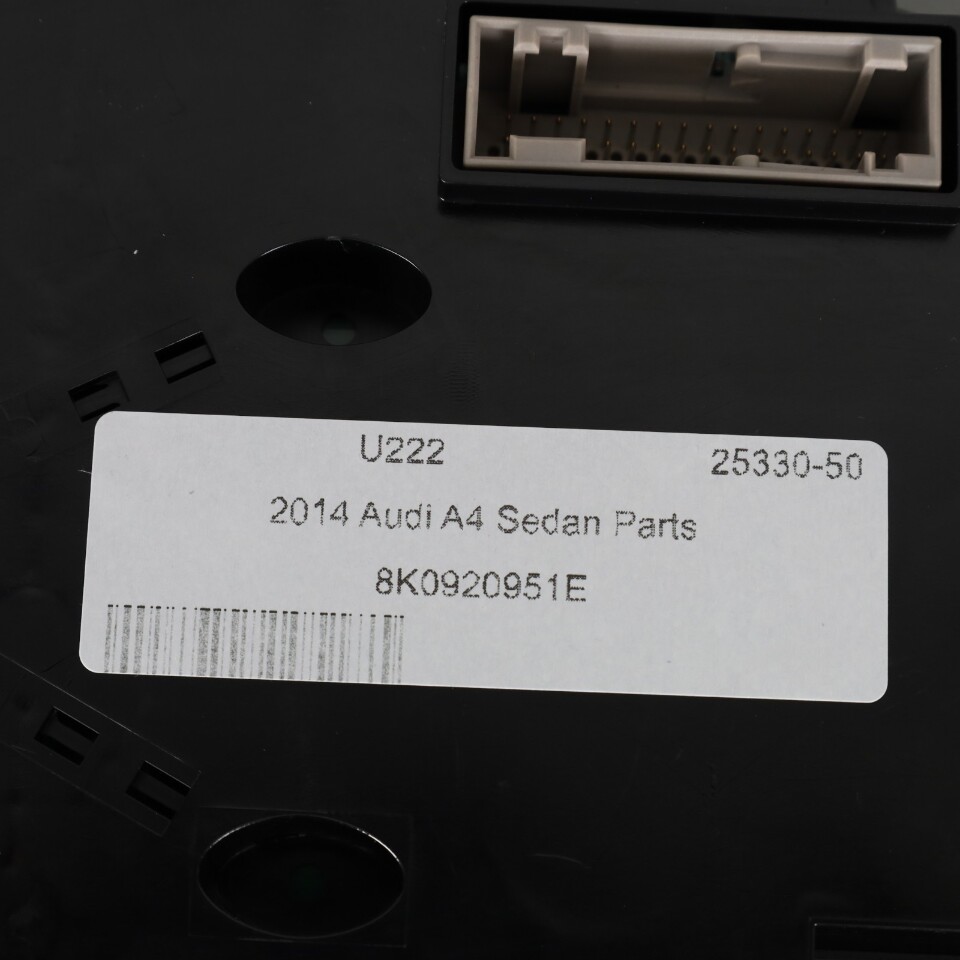 U222 25330-50
2014 Audi A4 Sedan Parts
8K0920951E